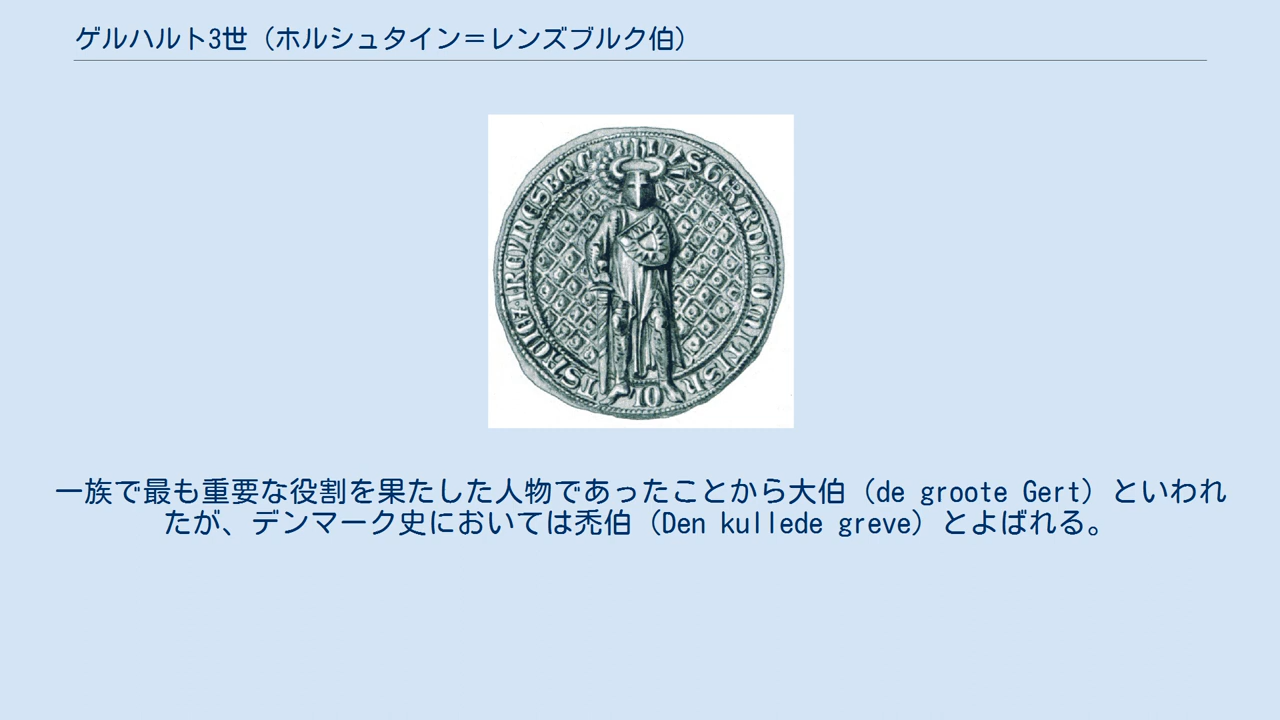 ゲルハルト3世（ホルシュタイン＝レンズブルク伯）
一族で最も重要な役割を果たした人物であったことから大伯（de groote Gert）といわれ
たが、デンマーク史においては禿伯（Den kullede greve）とよばれる。